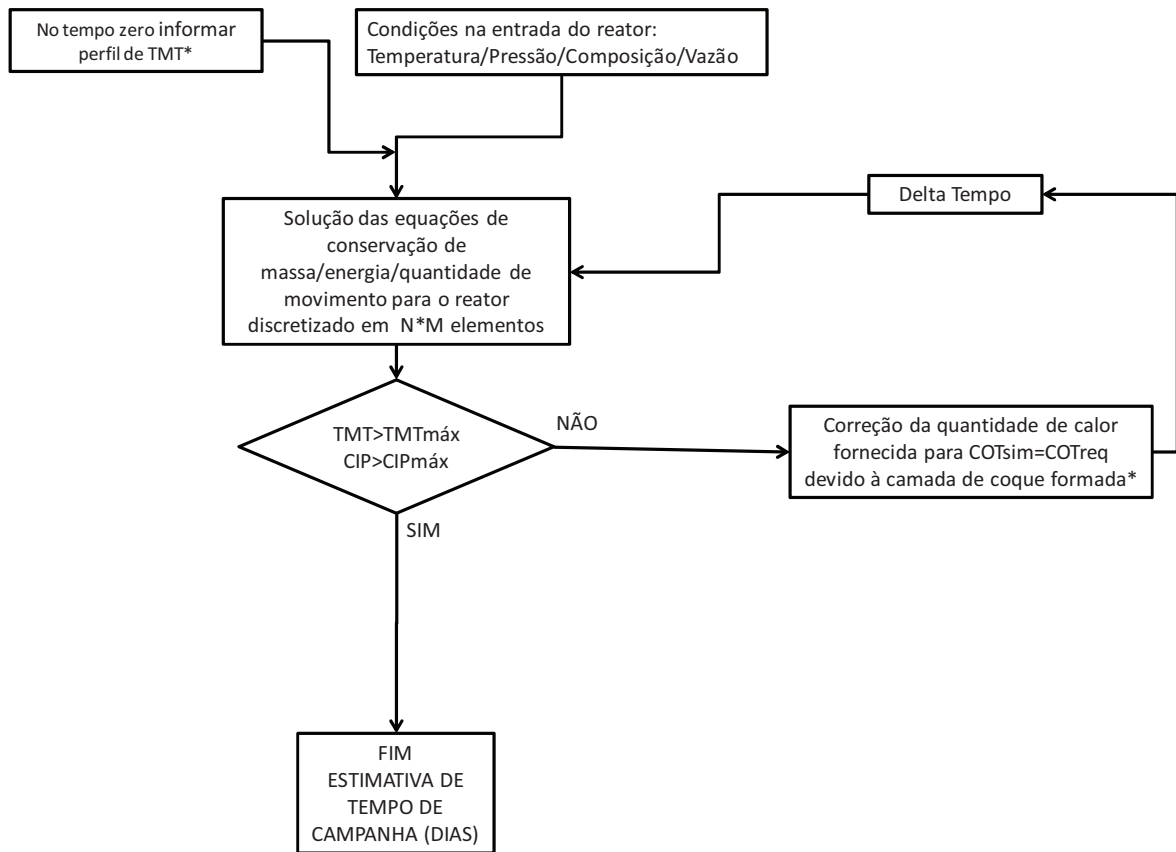 No tempo zero informar
perfil de TMT*
Condições na entrada do reator:
Temperatura/Pressão/Composição/Vazão
Delta Tempo
Solução das equações de
conservação de
massa/energia/quantidade de
movimento para o reator
discretizado em N*M elementos
TMT>TMTmáx
CIP>CIPmáx
NÃO
Correção da quantidade de calor
fornecida para COTsim=COTreq
devido à camada de coque formada*
SIM
FIM
ESTIMATIVA DE
TEMPO DE
CAMPANHA (DIAS)